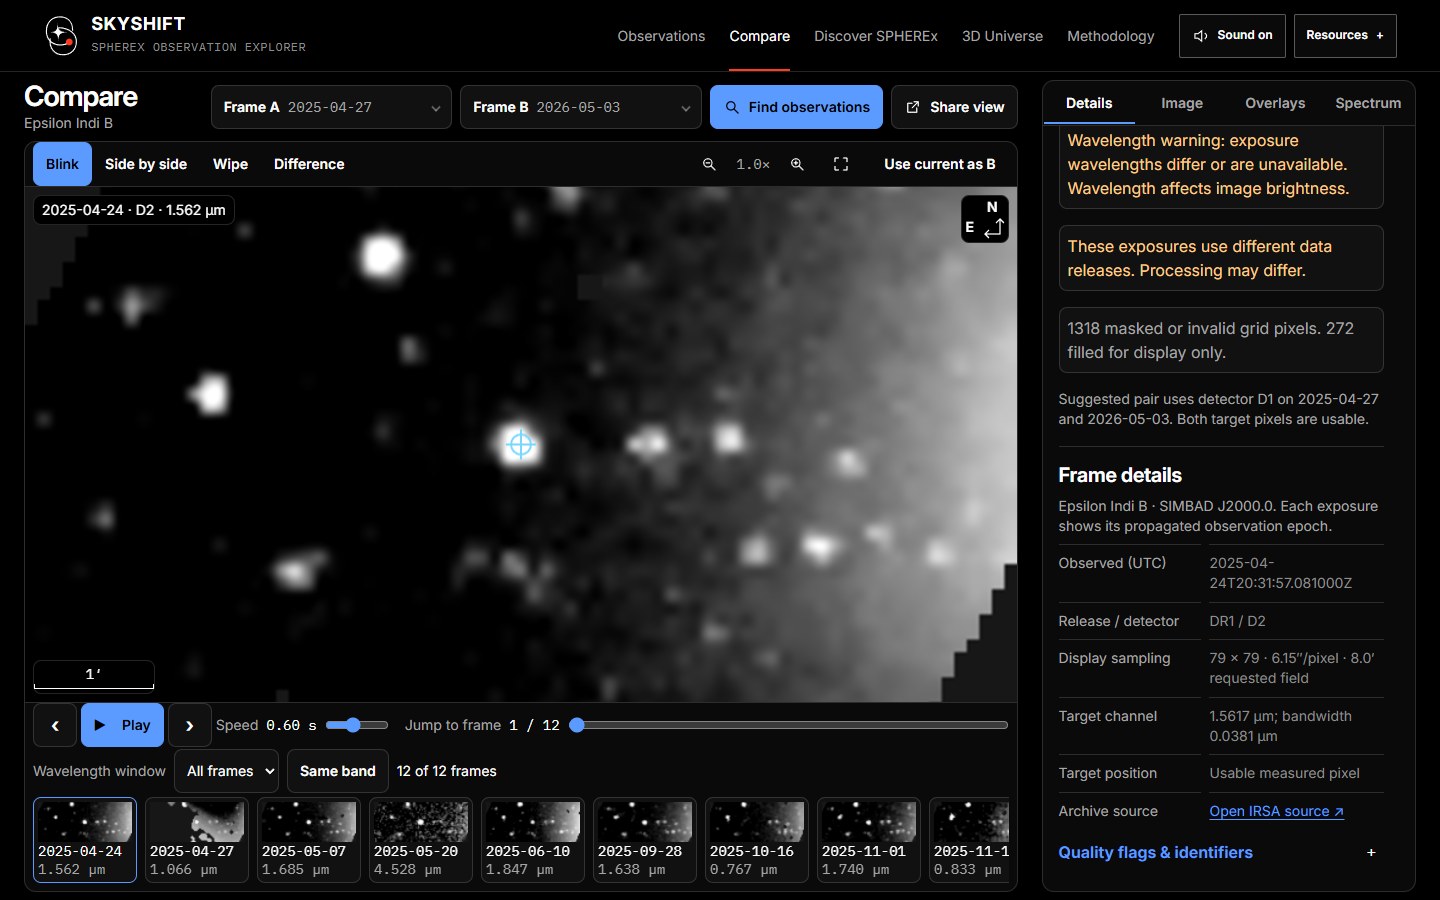 SKYSHIFT
SPHEREX OBSERVATION EXPLORER
Observations
Compare
Discover SPHEREx
3D Universe
Methodology
Sound on
Resources +
Compare
Epsilon Indi B
Frame A 2025-04-27
Frame B 2026-05-03
Find observations
Share view
Blink
Side by side
Wipe
Difference
1.0×
Use current as B
2025-04-24 · D2 · 1.562 µm
N
E
1′
‹
Play
›
Speed 0.60 s
Jump to frame 1 / 12
Wavelength window
All frames
Same band
12 of 12 frames
2025-04-24
1.562 µm
2025-04-27
1.066 µm
2025-05-07
1.685 µm
2025-05-20
4.528 µm
2025-06-10
1.847 µm
2025-09-28
1.638 µm
2025-10-16
0.767 µm
2025-11-01
1.740 µm
2025-11-1
0.833 µm
Details
Image
Overlays
Spectrum
Wavelength warning: exposure
wavelengths differ or are unavailable.
Wavelength affects image brightness.
These exposures use different data
releases. Processing may differ.
1318 masked or invalid grid pixels. 272
filled for display only.
Suggested pair uses detector D1 on 2025-04-27
and 2026-05-03. Both target pixels are usable.
Frame details
Epsilon Indi B · SIMBAD J2000.0. Each exposure
shows its propagated observation epoch.
Observed (UTC)
2025-04-
24T20:31:57.081000Z
Release / detector
DR1 / D2
Display sampling
79 × 79 · 6.15″/pixel · 8.0′
requested field
Target channel
1.5617 µm; bandwidth
0.0381 µm
Target position
Usable measured pixel
Archive source
Open IRSA source ↗
Quality flags & identifiers +